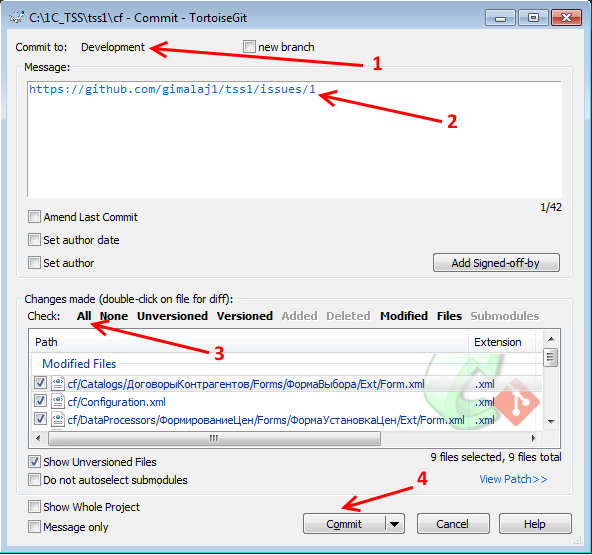 C:\1C_TSS\tss1\cf - Commit - TortoiseGit
Commit to: Development new branch
1
Message:
https://github.com/gimalaj1/tss1/issues/1
2
1/42
Amend Last Commit
Set author date
Set author
Add Signed-off-by
Changes made (double-click on file for diff):
Check: All None Unversioned Versioned Added Deleted Modified Files Submodules
3
Path Extension
Modified Files
cf/Catalogs/ДоговорыКонтрагентов/Forms/ФормаВыбора/Ext/Form.xml .xml
cf/Configuration.xml .xml
cf/DataProcessors/ФормированиеЦен/Forms/ФормаУстановкаЦен/Ext/Form.xml .xml
Show Unversioned Files 9 files selected, 9 files total
Do not autoselect submodules View Patch>>
4
Show Whole Project
Message only
Commit Cancel Help